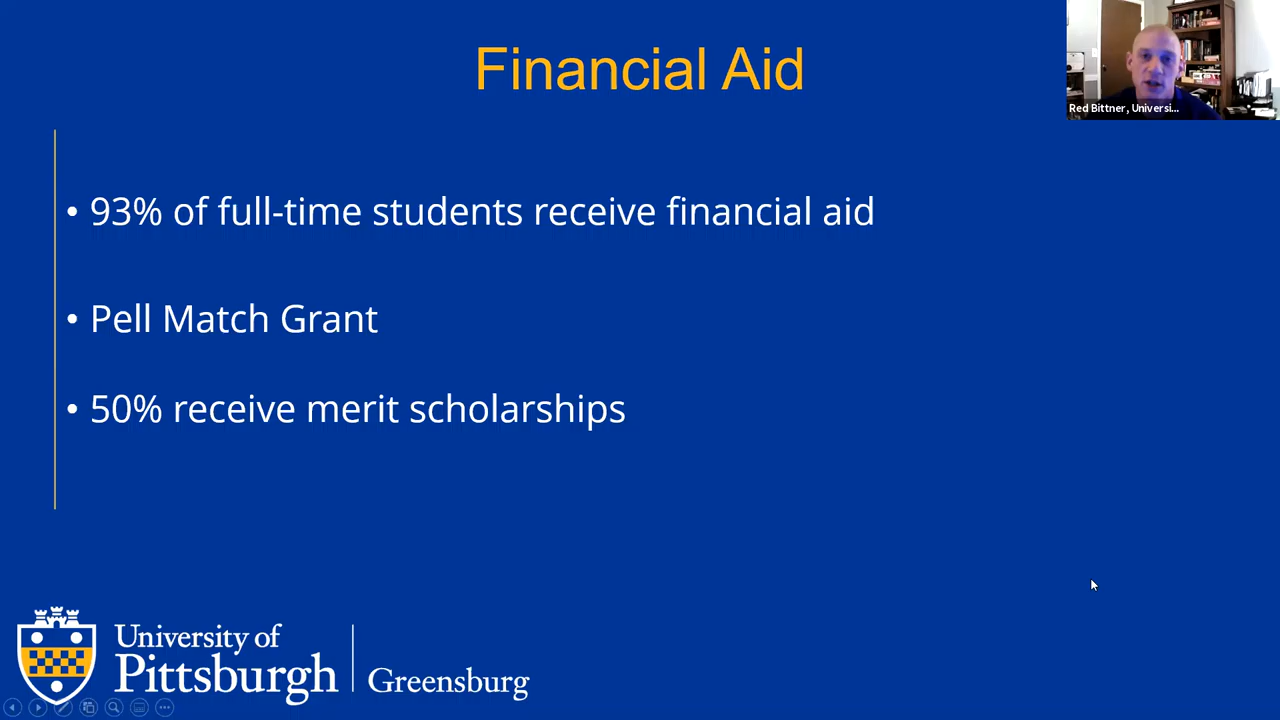 Financial Aid
Red Bittner, Universi...
• 93% of full-time students receive financial aid
• Pell Match Grant
• 50% receive merit scholarships
University of
Pittsburgh
Greensburg